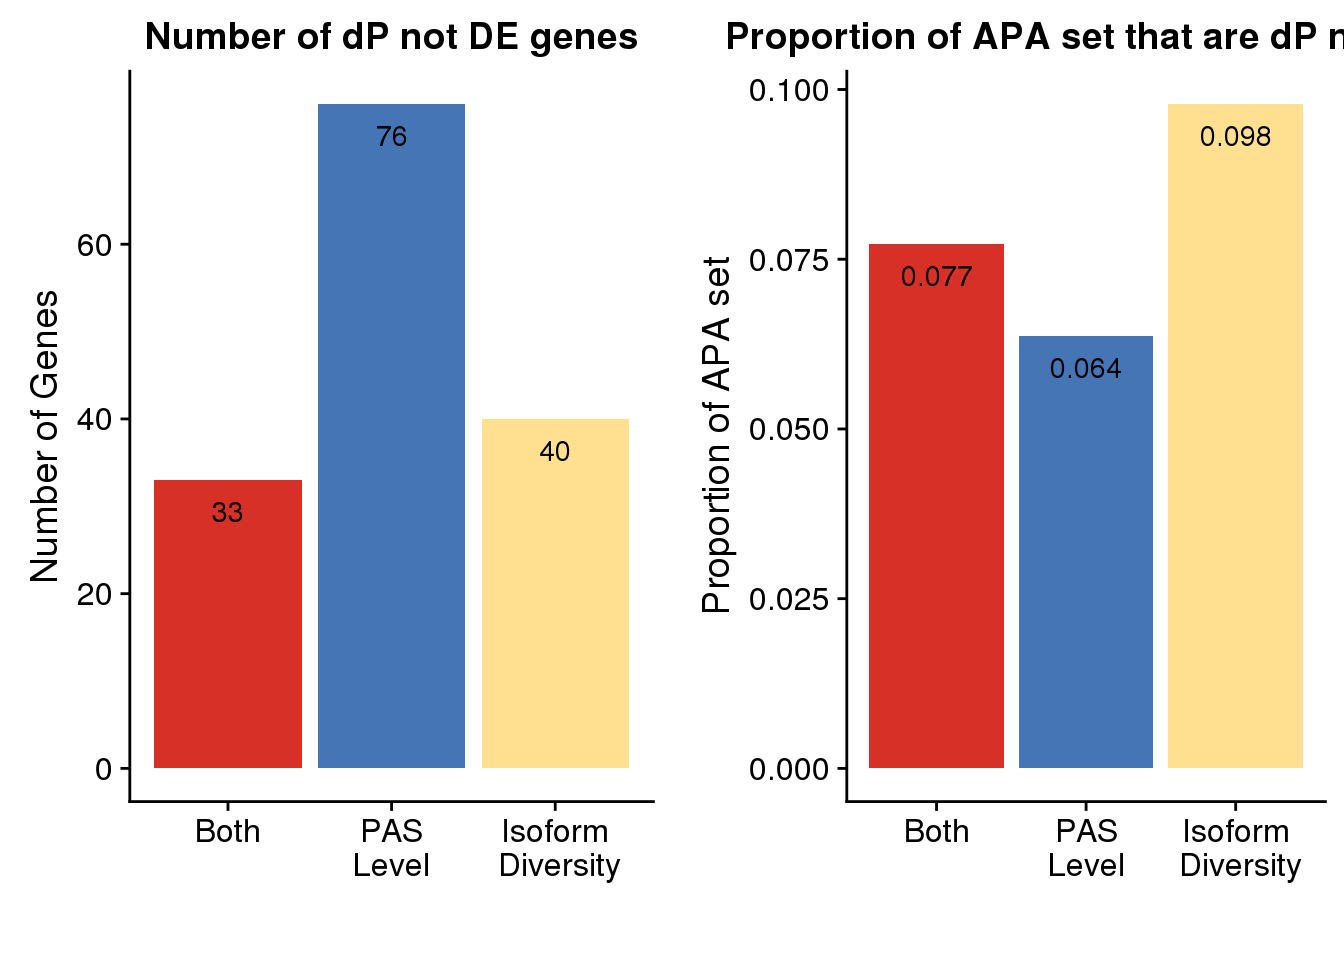 Number of dP not DE genes
Number of Genes
60
40
20
0
76
33
40
Both
PAS
Level
Isoform
Diversity
Proportion of APA set that are dP
Proportion of APA set
0.100
0.075
0.050
0.025
0.000
0.098
0.077
0.064
Both
PAS
Level
Isoform
Diversity